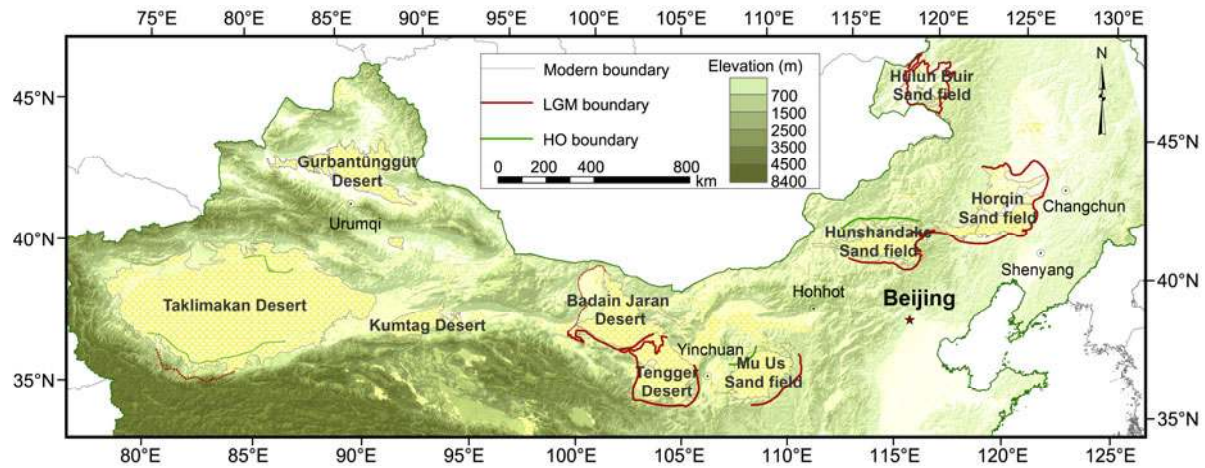 75°E 80°E 85°E 90°E 95°E 100°E 105°E 110°E 115°E 120°E 125°E 130°E
Modern boundary
LGM boundary
HO boundary
0 200 400 800
km
Elevation (m)
700
1500
2500
3500
4500
8400
N
45°N
40°N
35°N
45°N
40°N
35°N
Hulun Buir
Sand field
Gurbantünggüt
Desert
Urumqi
Horqin
Sand field
Changchun
Hunshandake
Sand field
Shenyang
Taklimakan Desert
Kumtag Desert
Badain Jaran
Desert
Hohhot
Beijing
Yinchuan
Tengger
Desert
Mu Us
Sand field
80°E 85°E 90°E 95°E 100°E 105°E 110°E 115°E 120°E 125°E